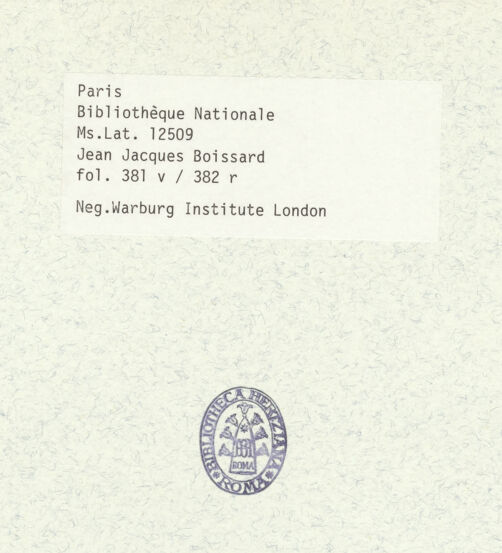 Paris
Bibliothèque Nationale
Ms.Lat. 12509
Jean Jacques Boissard
fol. 381 v / 382 r
Neg.Warburg Institute London
BIBLIOTHECA HERTZIANA
ROMA
ROMA